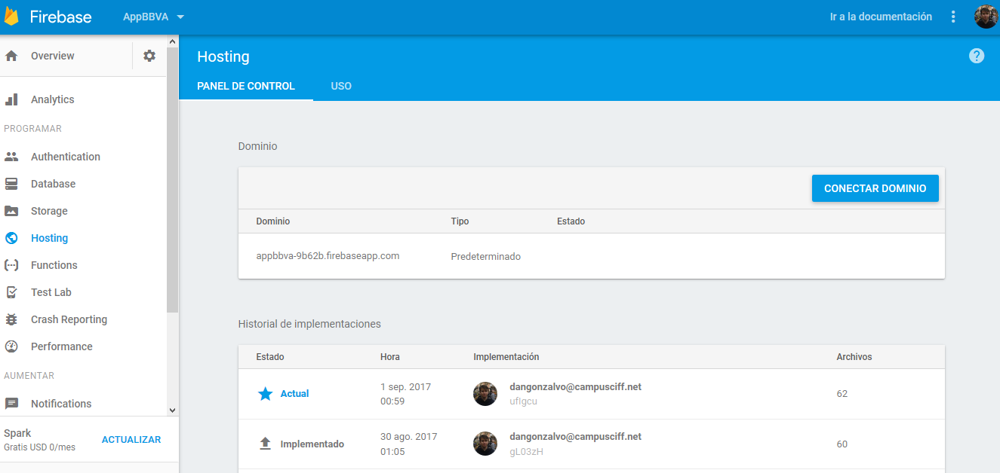 Firebase
AppBBVA
Ir a la documentación
Overview
Analytics
PROGRAMAR
Authentication
Database
Storage
Hosting
Functions
Test Lab
Crash Reporting
Performance
AUMENTAR
Notifications
Spark
Gratis USD 0/mes
ACTUALIZAR
Hosting
PANEL DE CONTROL
USO
Dominio
CONECTAR DOMINIO
Dominio Tipo Estado
appbbva-9b62b.firebaseapp.com Predeterminado
Historial de implementaciones
Estado Hora Implementación Archivos
Actual
1 sep. 2017
00:59
dangonzalvo@campusciff.net
ufIgcu
62
Implementado
30 ago. 2017
01:05
dangonzalvo@campusciff.net
gL03zH
60